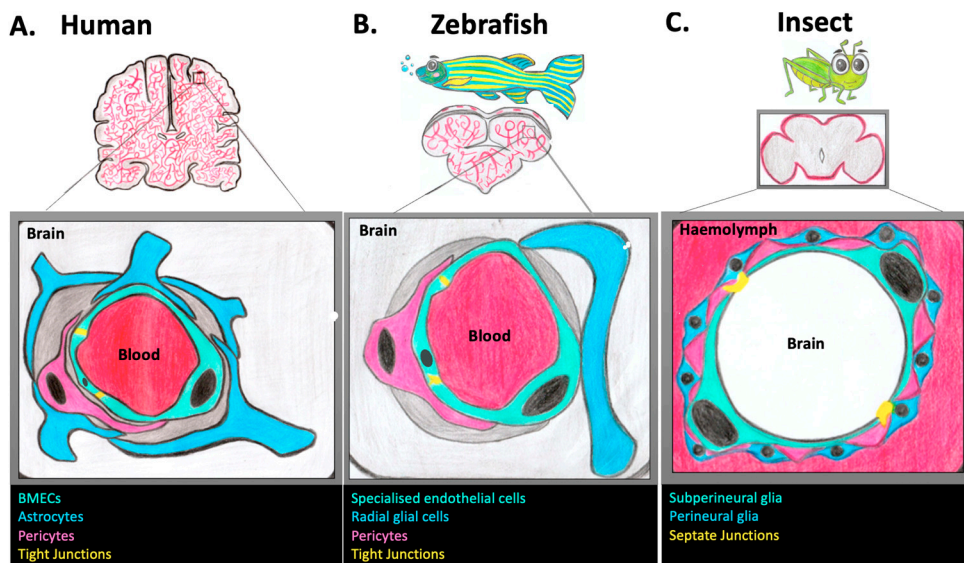 A. Human
B. Zebrafish
C. Insect
Brain
Blood
Brain
Blood
Haemolymph
Brain
BMECs
Astrocytes
Pericytes
Tight Junctions
Specialised endothelial cells
Radial glial cells
Pericytes
Tight Junctions
Subperineural glia
Perineural glia
Septate Junctions